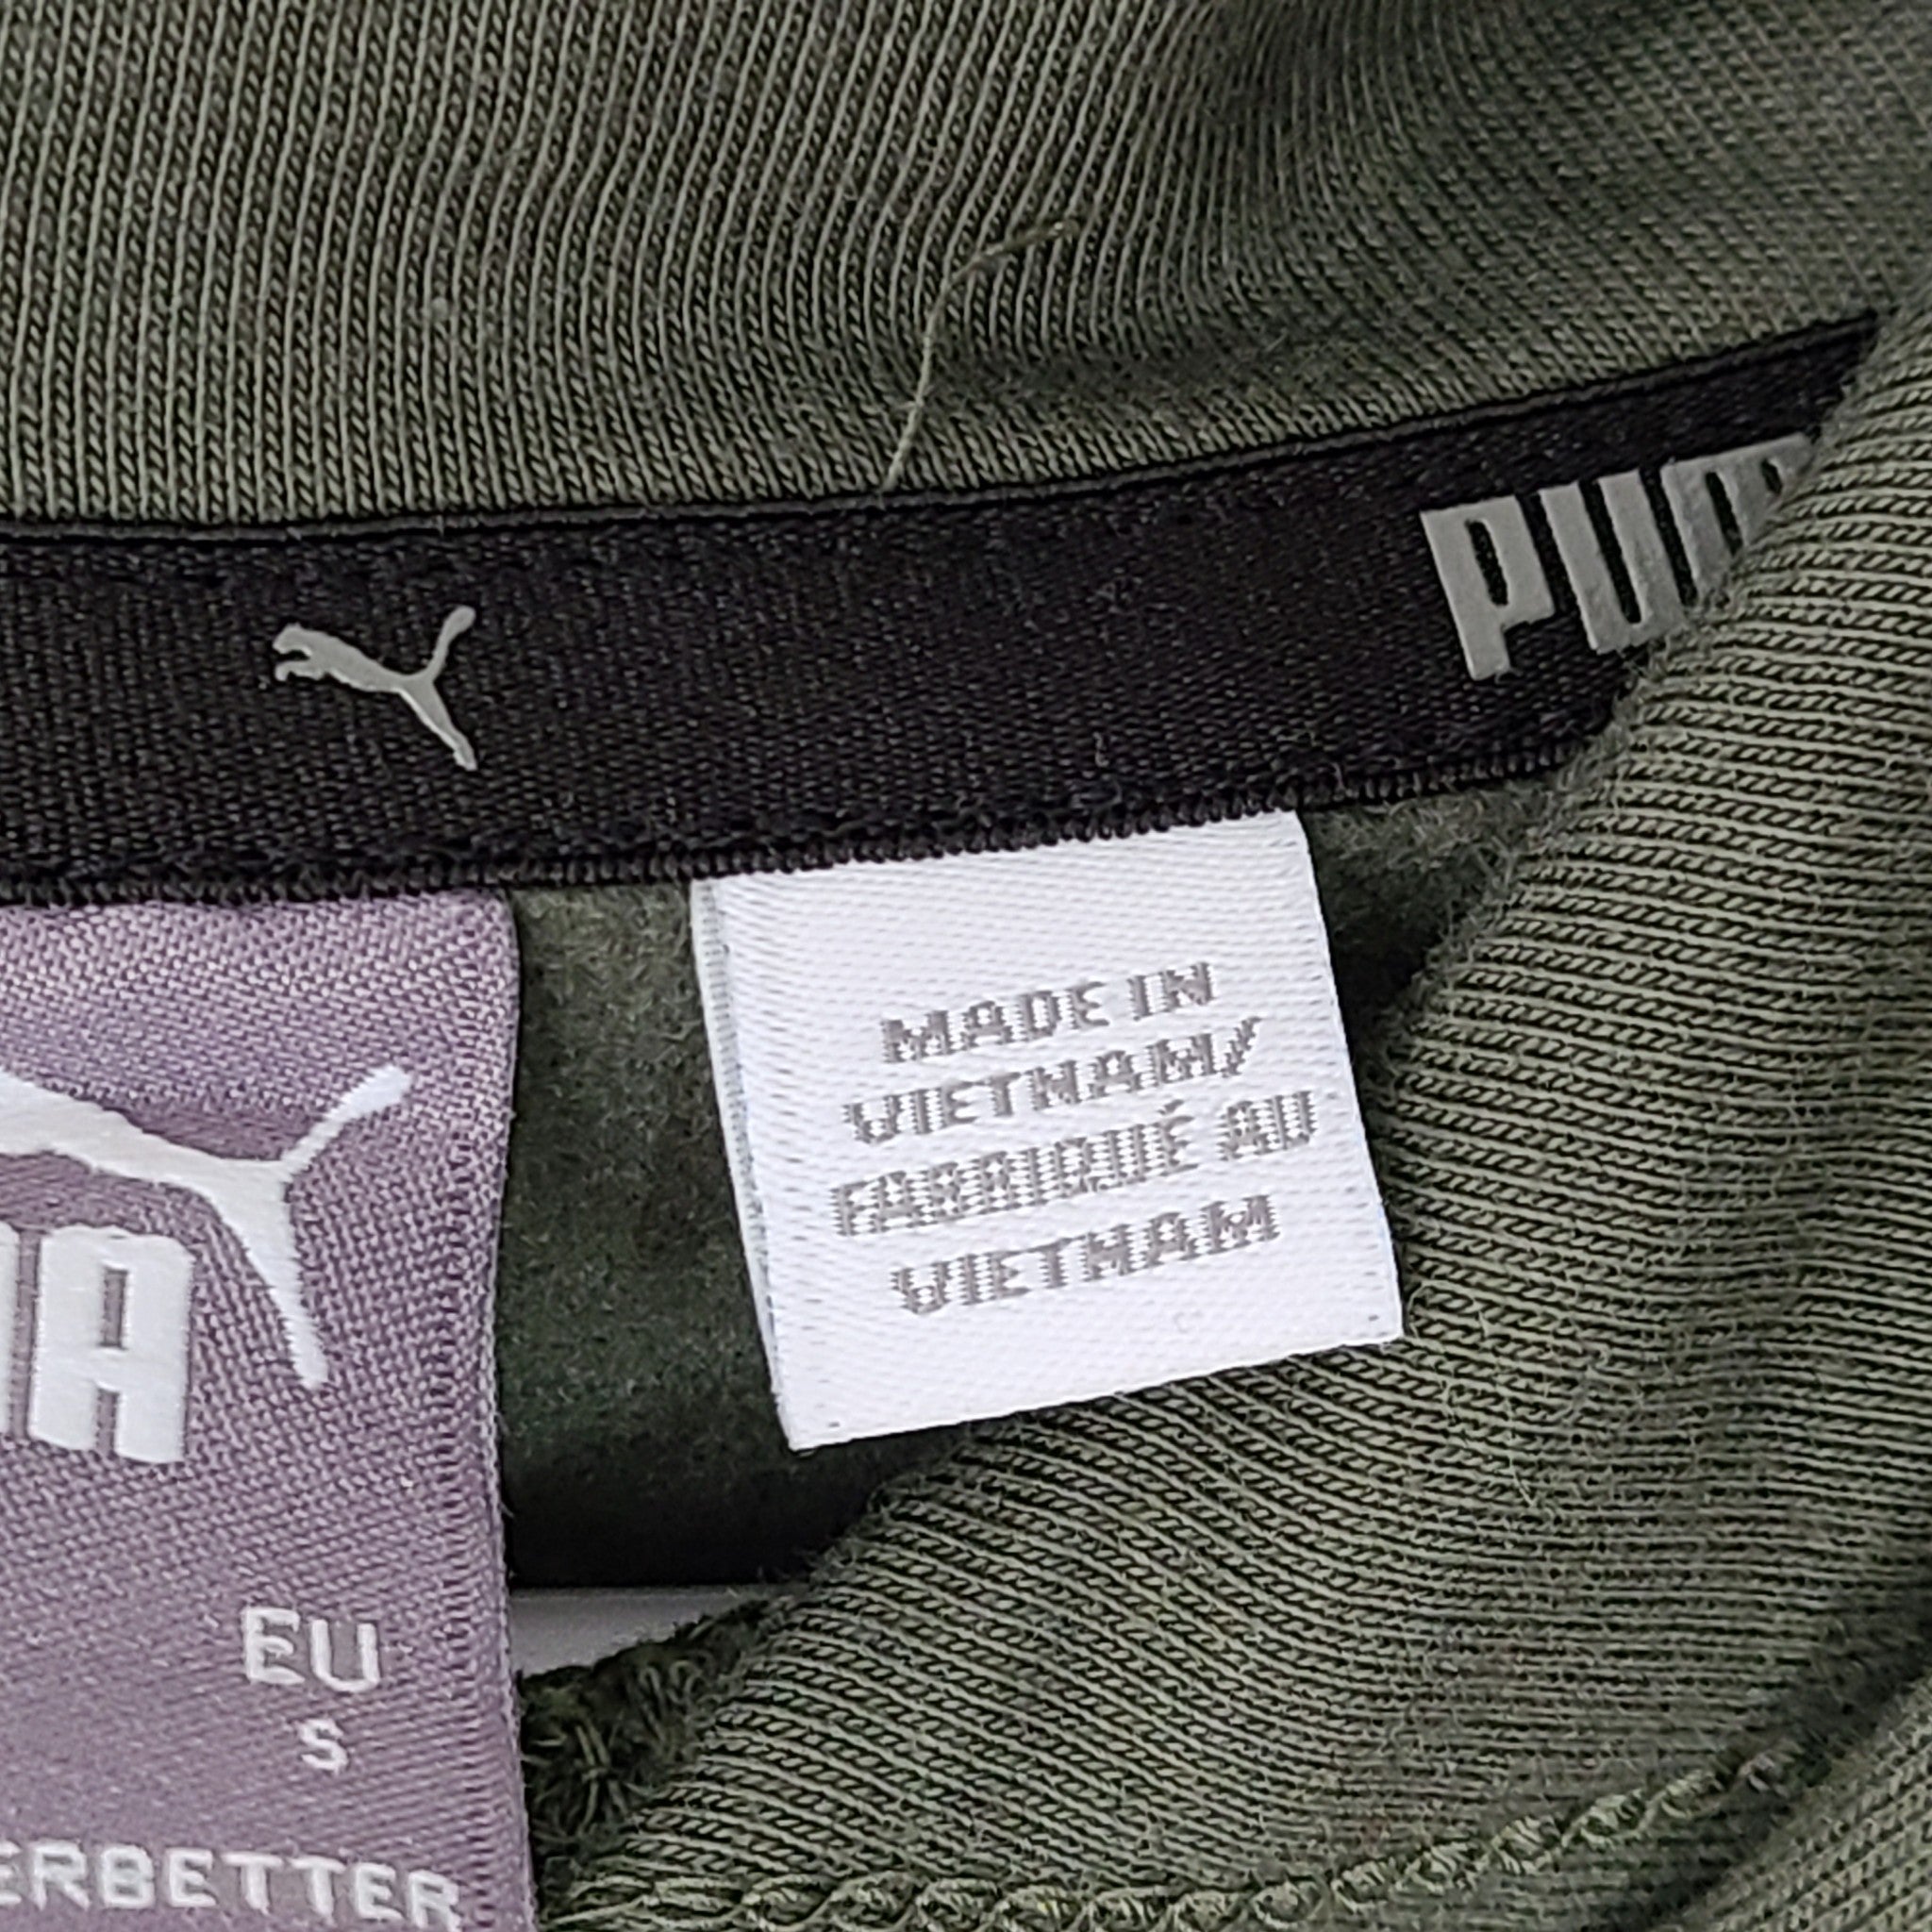 PUM
MADE IN
VIETNAM/
FABRIQUÉ AU
VIETNAM
MA
EU
S
ERBETTER